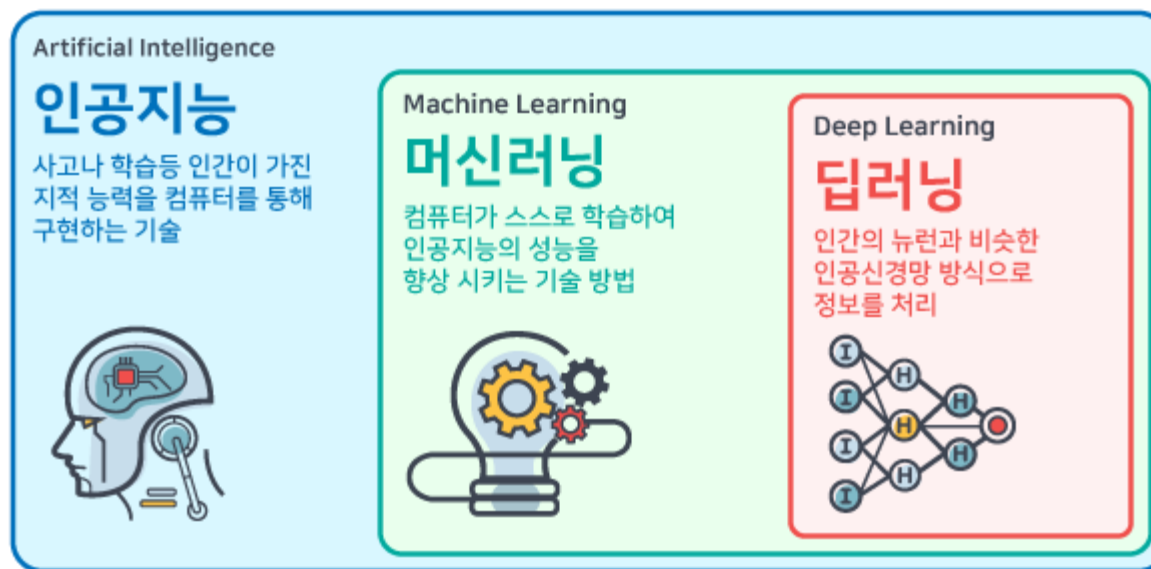 Artificial Intelligence
인공지능
사고나 학습등 인간이 가진
지적 능력을 컴퓨터를 통해
구현하는 기술
Machine Learning
머신러닝
컴퓨터가 스스로 학습하여
인공지능의 성능을
향상 시키는 기술 방법
Deep Learning
딥러닝
인간의 뉴런과 비슷한
인공신경망 방식으로
정보를 처리
I
H
I
H
H
I
H
H
I